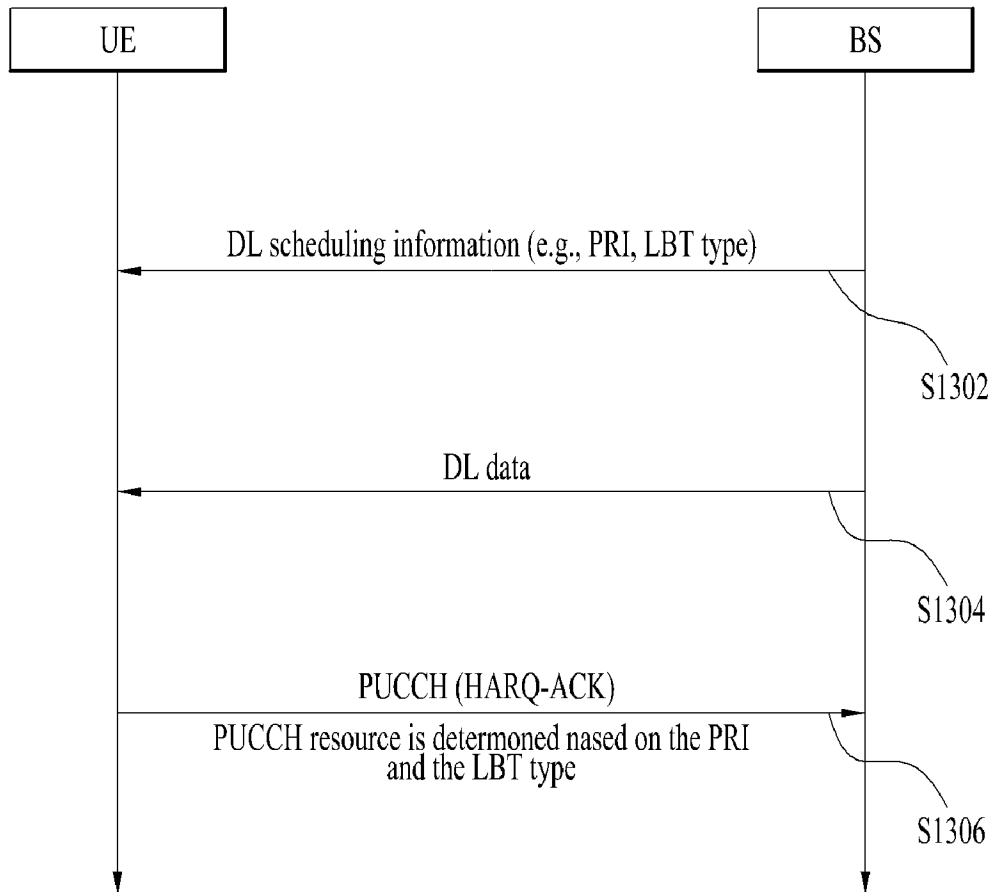 UE
BS
DL scheduling information (e.g., PRI, LBT type)
S1302
DL data
S1304
PUCCH (HARQ-ACK)
PUCCH resource is determoned nased on the PRI
and the LBT type
S1306